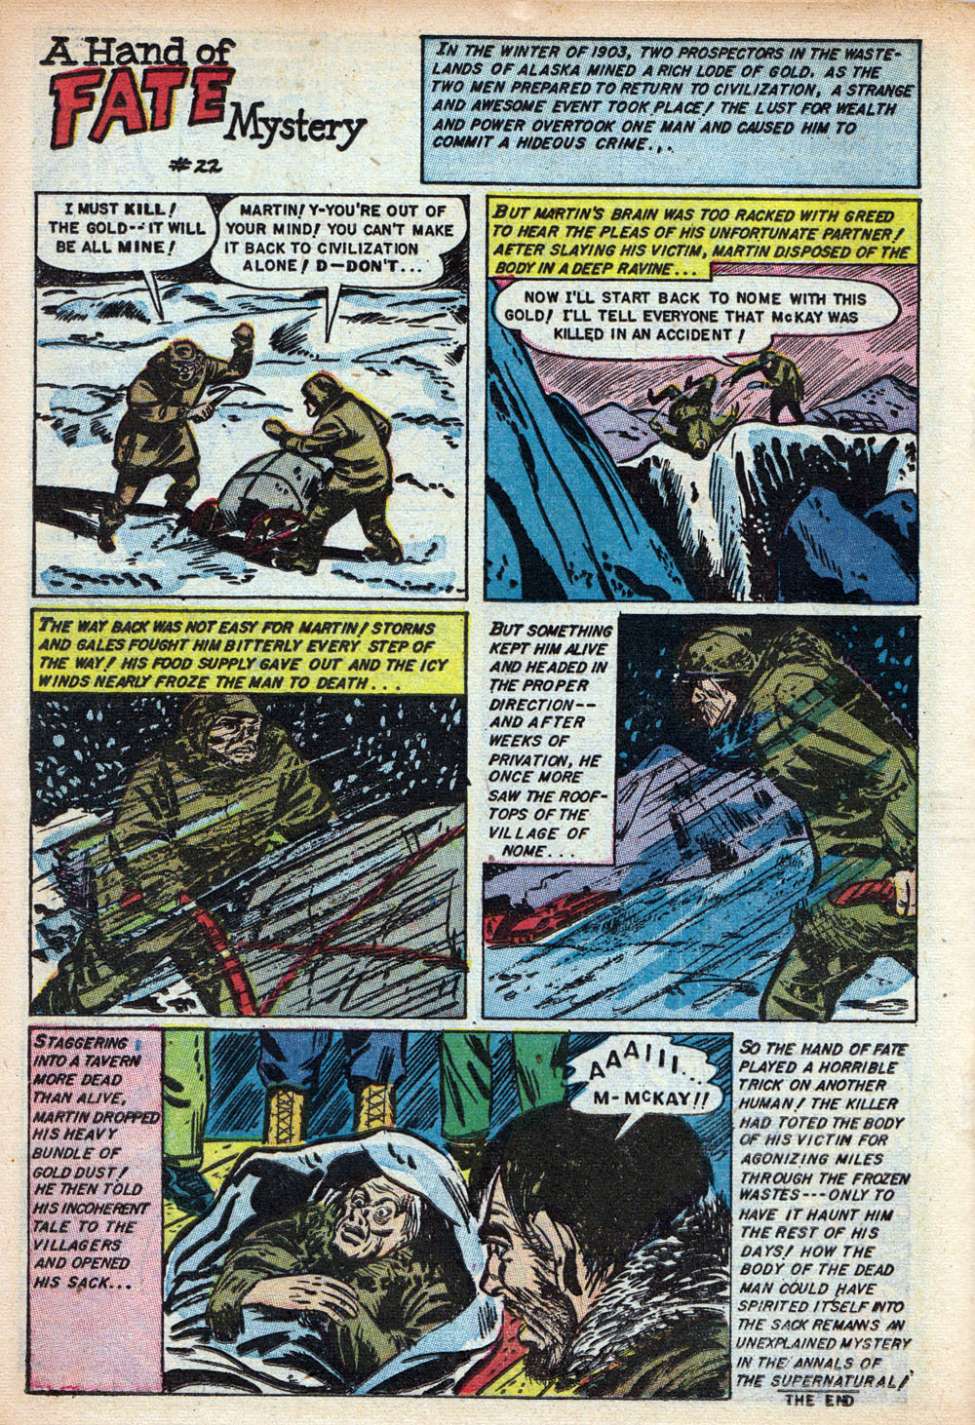 A Hand of
FATE
Mystery
#22
IN THE WINTER OF 1903, TWO PROSPECTORS IN THE WASTE-
LANDS OF ALASKA MINED A RICH LODE OF GOLD. AS THE
TWO MEN PREPARED TO RETURN TO CIVILIZATION, A STRANGE
AND AWESOME EVENT TOOK PLACE! THE LUST FOR WEALTH
AND POWER OVERTOOK ONE MAN AND CAUSED HIM TO
COMMIT A HIDEOUS CRIME...
I MUST KILL!
THE GOLD--IT WILL
BE ALL MINE!
MARTIN! Y-YOU'RE OUT OF
YOUR MIND! YOU CAN'T MAKE
IT BACK TO CIVILIZATION
ALONE! D-DON'T...
BUT MARTIN'S BRAIN WAS TOO RACKED WITH GREED
TO HEAR THE PLEAS OF HIS UNFORTUNATE PARTNER!
AETER SLAYING HIS VICTIM, MARTIN DISPOSED OF THE
BODY IN A DEEP RAVINE...
NOW I'LL START BACK TO NOME WITH THIS
GOLD! I'LL TELL EVERYONE THAT McKAY WAS
KILLED IN AN ACCIDENT!
THE WAY BACK WAS NOT EASY FOR MARTIN! STORMS
AND GALES FOUGHT HIM BITTERLY EVERY STEP OF
THE WAY! HIS FOOD SUPPLY GAVE OUT AND THE ICY
WINDS NEARLY FROZE THE MAN TO DEATH...
BUT SOMETHING
KEPT HIM ALIVE
AND HEADED IN
THE PROPER
DIRECTION--
AND AFTER
WEEKS OF
PRIVATION, HE
ONCE MORE
SAW THE ROOF-
TOPS OF THE
VILLAGE OF
NOME...
STAGGERING
INTO A TAVERN
MORE DEAD
THAN ALIVE,
MARTIN DROPPED
HIS HEAVY
BUNDLE OF
GOLD DUST!
HE THEN TOLD
HIS INCOHERENT
TALE TO THE
VILLAGERS
AND OPENED
HIS SACK...
AAAIIII...
M-McKAY!!
SO THE HAND OF FATE
PLAYED A HORRIBLE
TRICK ON ANOTHER
HUMAN! THE KILLER
HAD TOTED THE BODY
OF HIS VICTIM FOR
AGONIZING MILES
THROUGH THE FROZEN
WASTES---ONLY TO
HAVE IT HAUNT HIM
THE REST OF HIS
DAYS! HOW THE
BODY OF THE DEAD
MAN COULD HAVE
SPIRITED ITSELF INTO
THE SACK REMAINS AN
UNEXPLAINED MYSTERY
IN THE ANNALS OF
THE SUPERNATURAL!
THE END